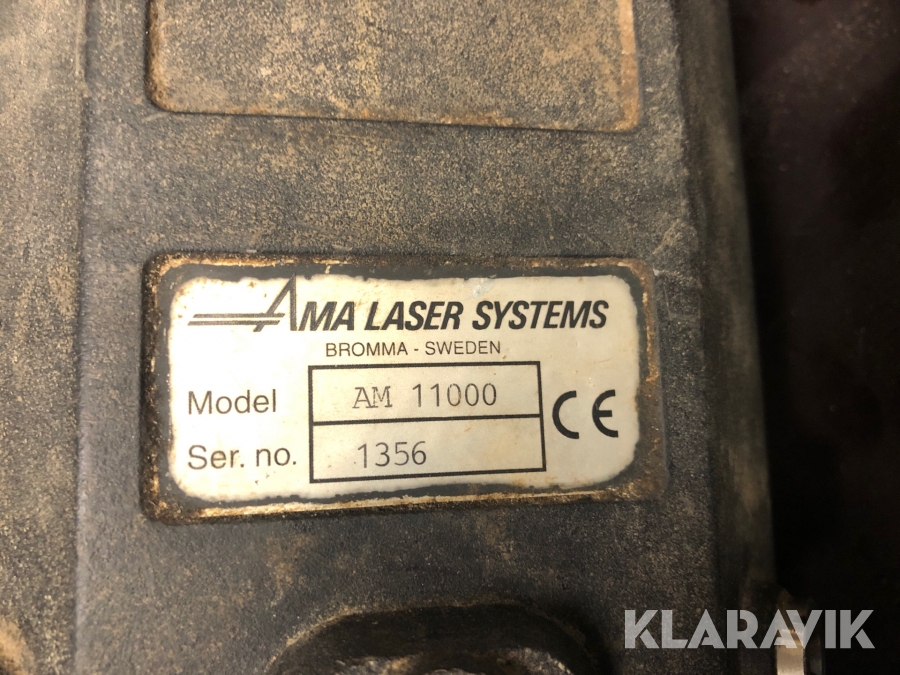 AMA LASER SYSTEMS
BROMMA - SWEDEN
Model AM 11000
Ser. no. 1356
CE
KLARAVIK